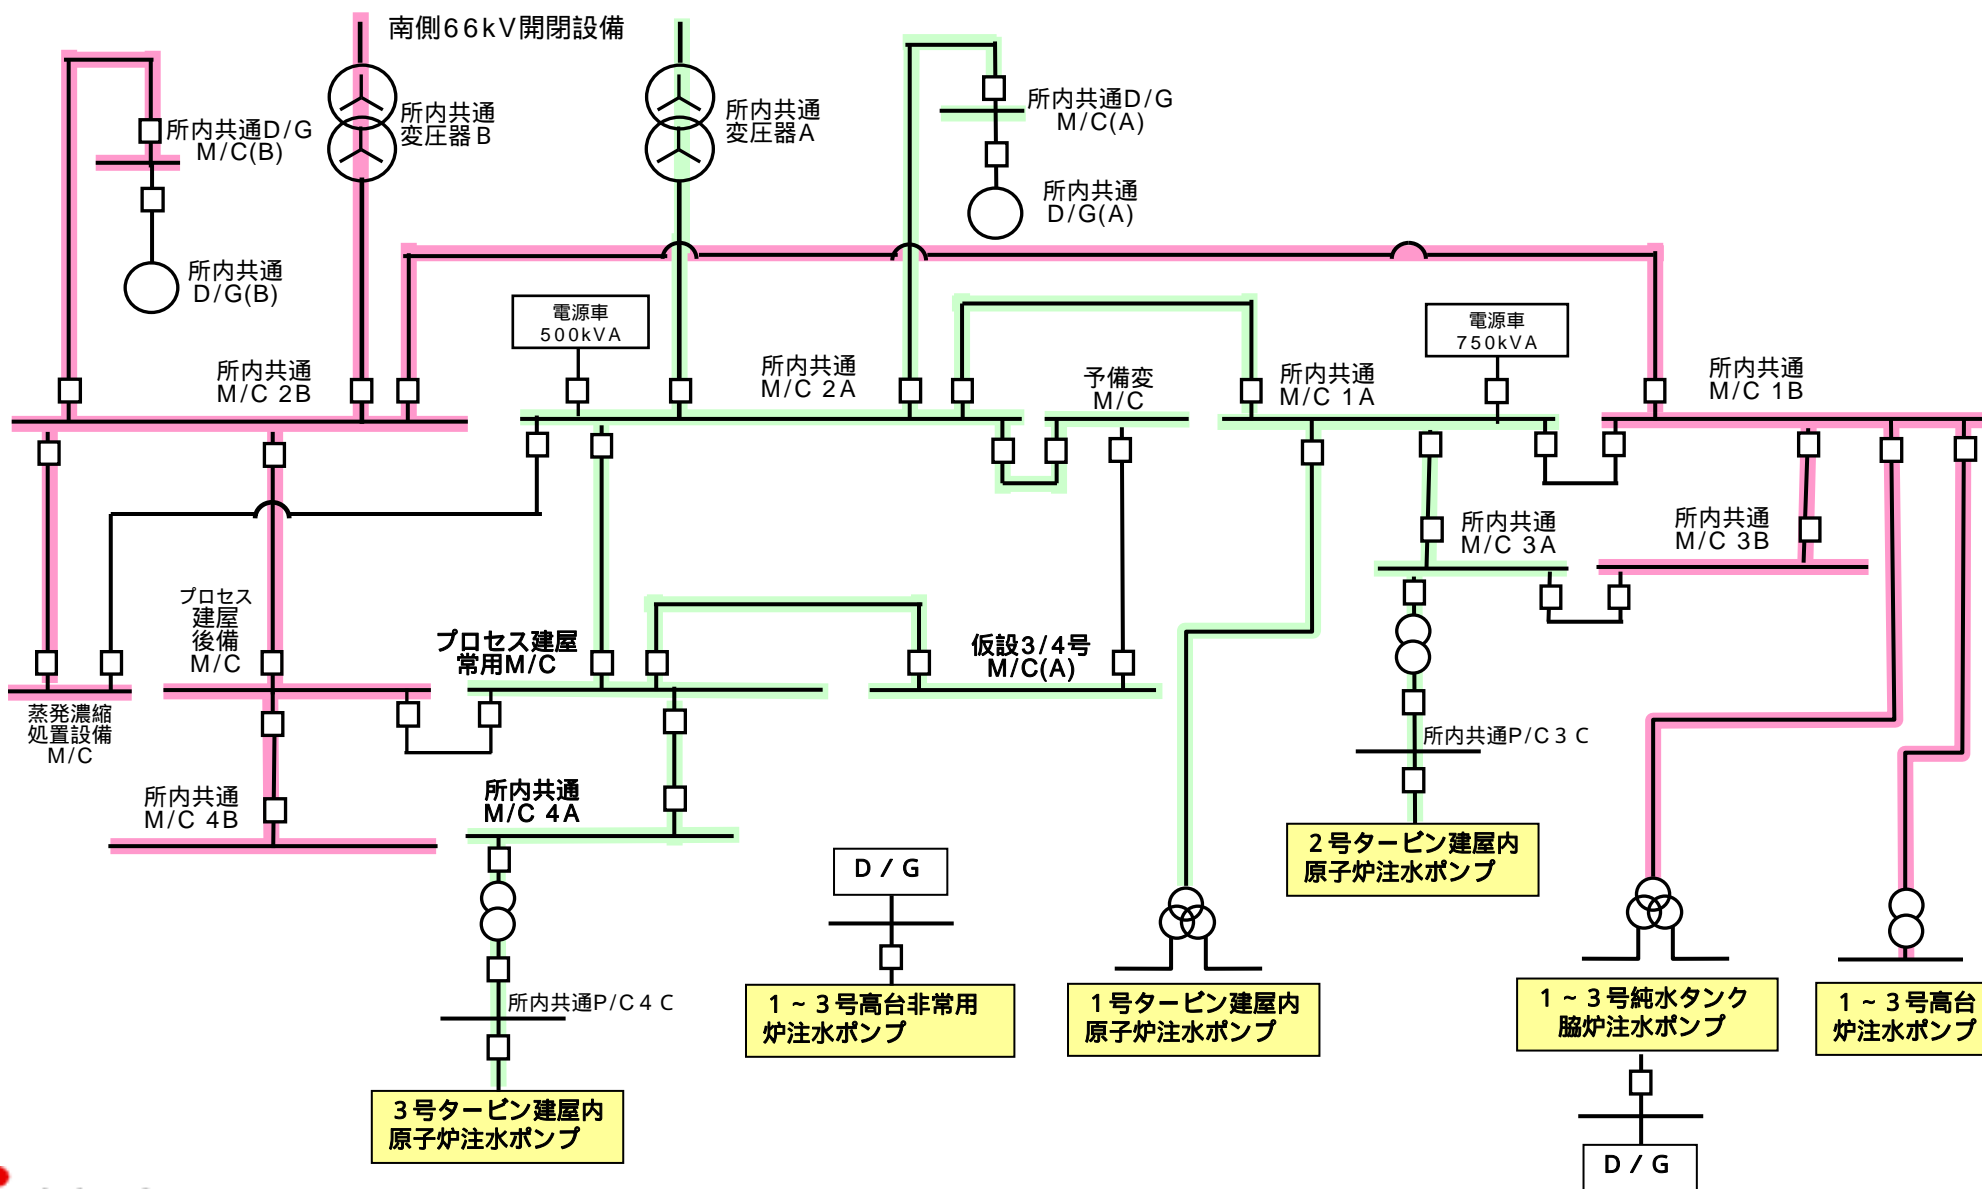 南側66kV開閉設備
所内共通D/G
M/C(B)
所内共通
変圧器B
所内共通
変圧器A
所内共通D/G
M/C(A)
所内共通
D/G(A)
所内共通
D/G(B)
電源車
500kVA
電源車
750kVA
所内共通
M/C 2B
所内共通
M/C 2A
予備変
M/C
所内共通
M/C 1A
所内共通
M/C 1B
所内共通
M/C 3A
所内共通
M/C 3B
プロセス
建屋
後備
M/C
プロセス建屋
常用M/C
仮設3/4号
M/C(A)
蒸発濃縮
処置設備
M/C
所内共通P/C3C
所内共通
M/C 4B
所内共通
M/C 4A
2号タービン建屋内
原子炉注水ポンプ
D/G
所内共通P/C4C
1~3号高台非常用
炉注水ポンプ
1号タービン建屋内
原子炉注水ポンプ
1~3号純水タンク
脇炉注水ポンプ
1~3号高台
炉注水ポンプ
3号タービン建屋内
原子炉注水ポンプ
D/G